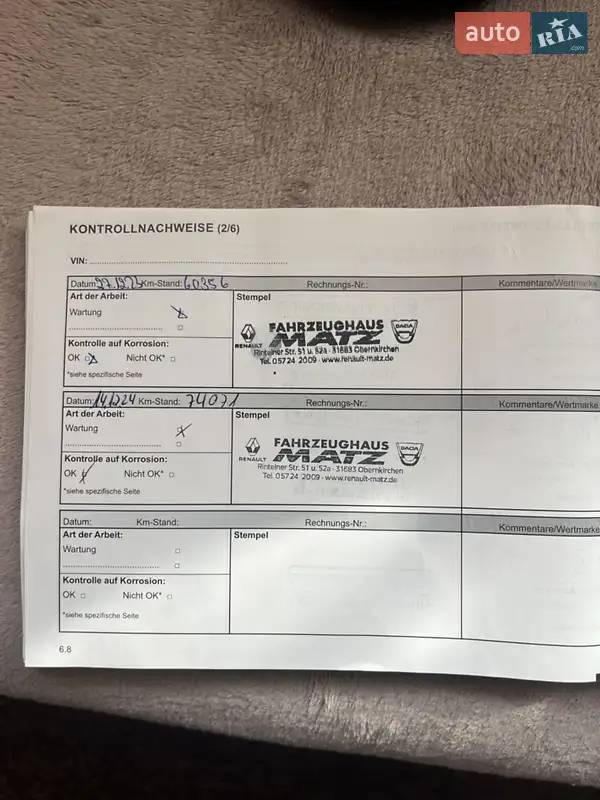 auto RIA .com
KONTROLLNACHWEISE (2/6)
VIN:
Datum: 27.12.23 Km-Stand: 60356 Rechnungs-Nr.: Kommentare/Wertmarke
Art der Arbeit: Stempel
Wartung
FAHRZEUGHAUS
MATZ
RENAULT DACIA
Rinteiner Str. 51 u. 52a · 31683 Obernkirchen
Tel. 05724 2009 · www.renault-matz.de
Kontrolle auf Korrosion:
OK Nicht OK*
*siehe spezifische Seite
Datum: Km-Stand: 74071 Rechnungs-Nr.: Kommentare/Wertmarke
Art der Arbeit: Stempel
Wartung
FAHRZEUGHAUS
MATZ
RENAULT DACIA
Rinteiner Str. 51 u. 52a · 31683 Obernkirchen
Tel. 05724 2009 · www.renault-matz.de
Kontrolle auf Korrosion:
OK Nicht OK*
*siehe spezifische Seite
Datum: Km-Stand: Rechnungs-Nr.: Kommentare/Wertmarke
Art der Arbeit: Stempel
Wartung
Kontrolle auf Korrosion:
OK Nicht OK*
*siehe spezifische Seite
6.8